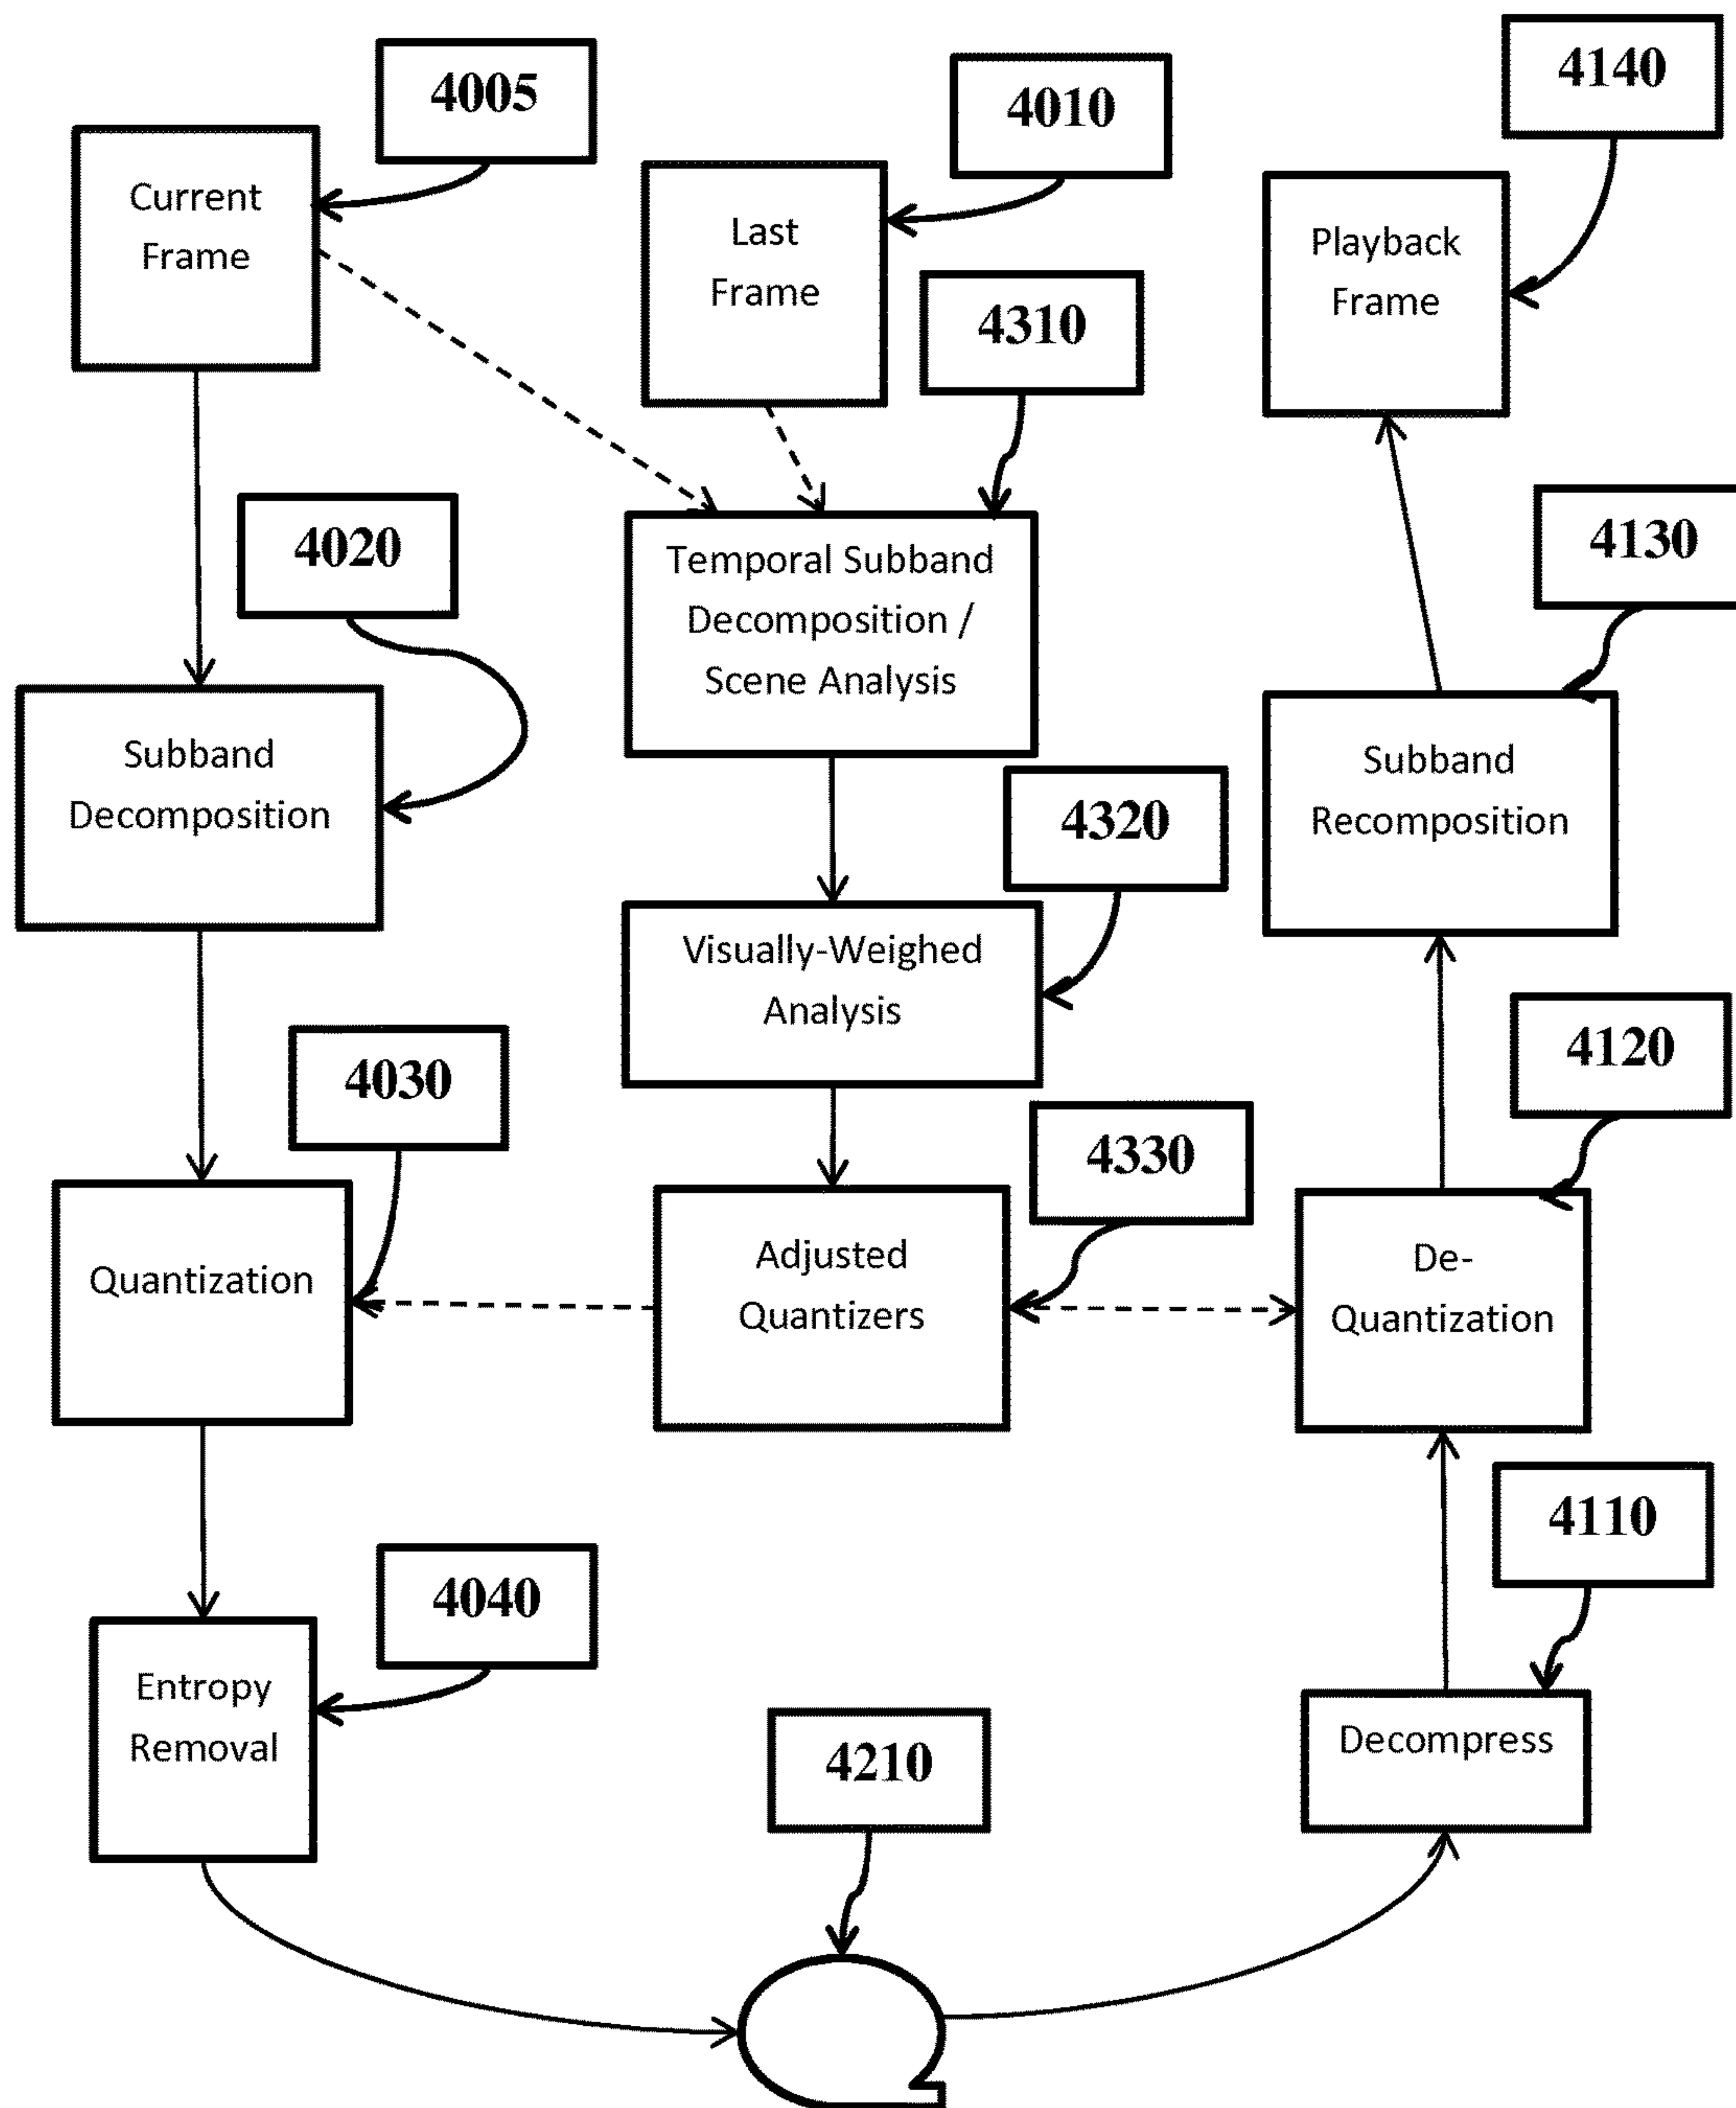 4005
4010
4140
Current
Frame
Last
Frame
Playback
Frame
4310
4020
Temporal Subband
Decomposition /
Scene Analysis
4130
Subband
Decomposition
Subband
Recomposition
4320
Visually-Weighed
Analysis
4030
4120
4330
Quantization
Adjusted
Quantizers
De-
Quantization
4110
4040
Entropy
Removal
4210
Decompress